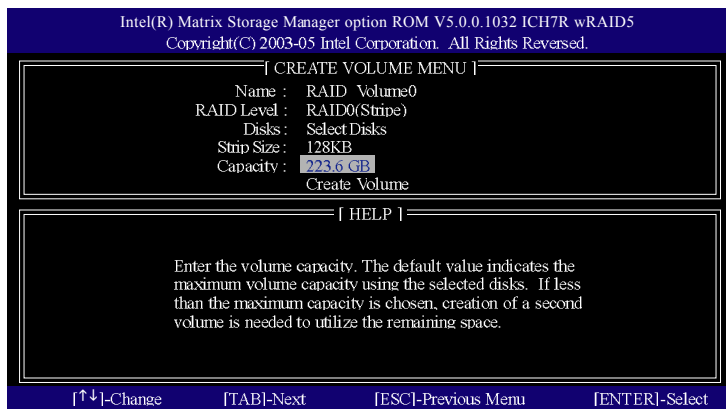 Intel(R) Matrix Storage Manager option ROM V5.0.0.1032 ICH7R wRAID5
Copyright(C) 2003-05 Intel Corporation. All Rights Reversed.
[ CREATE VOLUME MENU ]
Name : RAID Volume0
RAID Level : RAID0(Stripe)
Disks : Select Disks
Strip Size : 128KB
Capacity : 223.6 GB
Create Volume
[ HELP ]
Enter the volume capacity. The default value indicates the
maximum volume capacity using the selected disks. If less
than the maximum capacity is chosen, creation of a second
volume is needed to utilize the remaining space.
[↑↓]-Change [TAB]-Next [ESC]-Previous Menu [ENTER]-Select